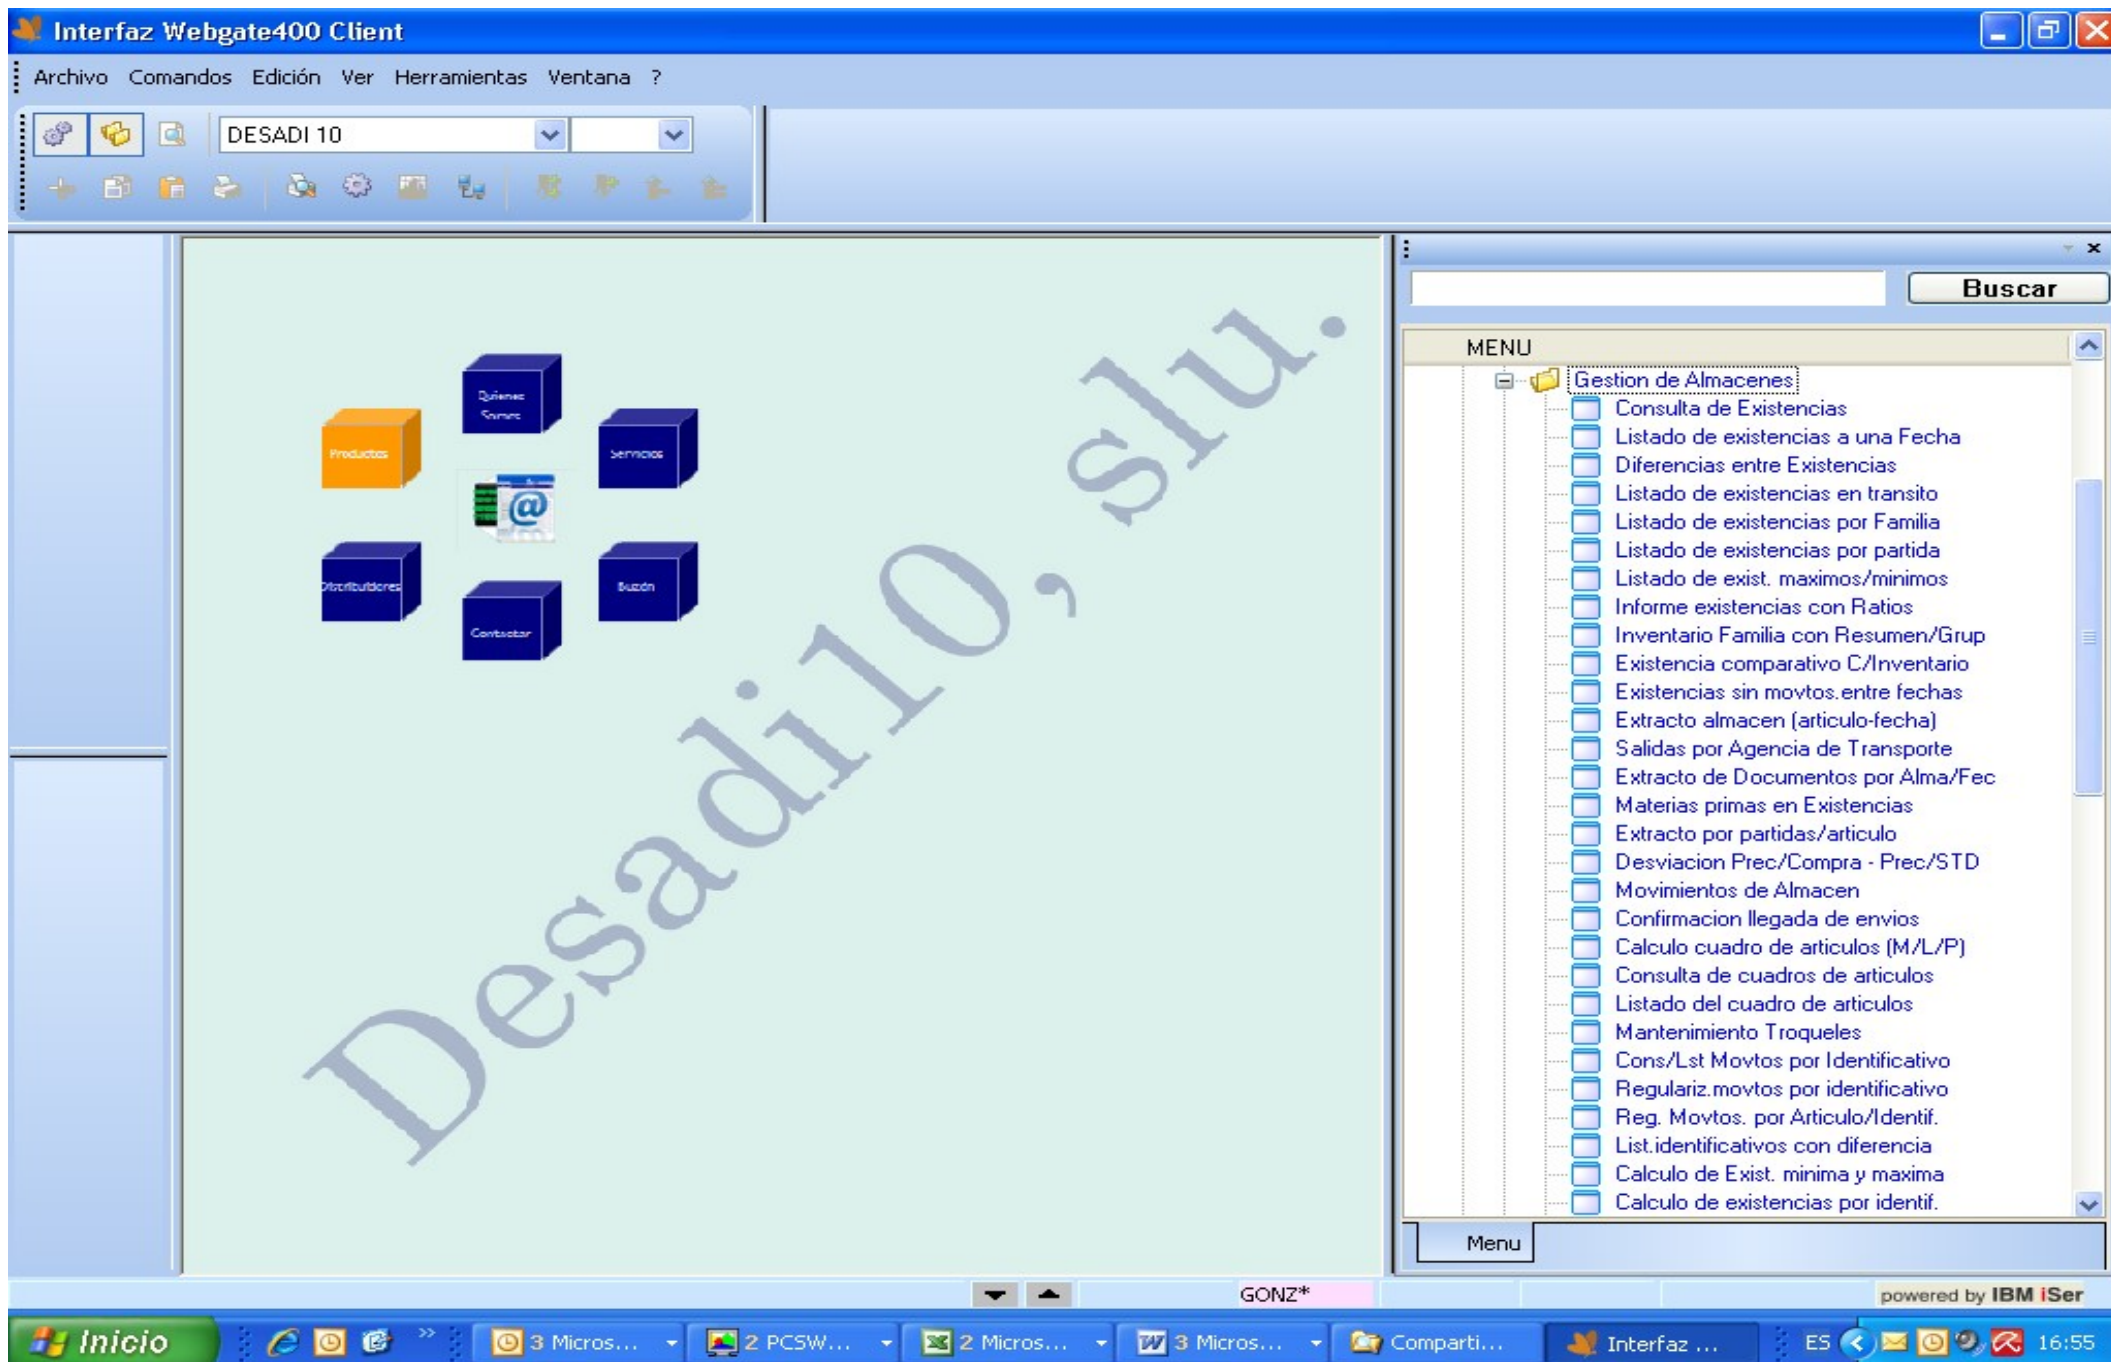 Interfaz Webgate400 Client
Archivo Comandos Edición Ver Herramientas Ventana ?
DESADI 10
Buscar
MENU
Gestion de Almacenes
Consulta de Existencias
Listado de existencias a una Fecha
Diferencias entre Existencias
Listado de existencias en transito
Listado de existencias por Familia
Listado de existencias por partida
Listado de exist. maximos/minimos
Informe existencias con Ratios
Inventario Familia con Resumen/Grup
Existencia comparativo C/Inventario
Existencias sin movtos.entre fechas
Extracto almacen (articulo-fecha)
Salidas por Agencia de Transporte
Extracto de Documentos por Alma/Fec
Materias primas en Existencias
Extracto por partidas/articulo
Desviacion Prec/Compra - Prec/STD
Movimientos de Almacen
Confirmacion llegada de envios
Calculo cuadro de articulos (M/L/P)
Consulta de cuadros de articulos
Listado del cuadro de articulos
Mantenimiento Troqueles
Cons/Lst Movtos por Identificativo
Regulariz.movtos por identificativo
Reg. Movtos. por Articulo/Identif.
List.identificativos con diferencia
Calculo de Exist. minima y maxima
Calculo de existencias por identif.
Menu
Quienes
Somos
Productos
Servicios
@
Distribuidores
Buzón
Contactar
Desadi10, slu.
GONZ*
powered by IBM iSer
Inicio
3 Micros...
2 PCSW...
2 Micros...
3 Micros...
Comparti...
Interfaz ...
ES
16:55